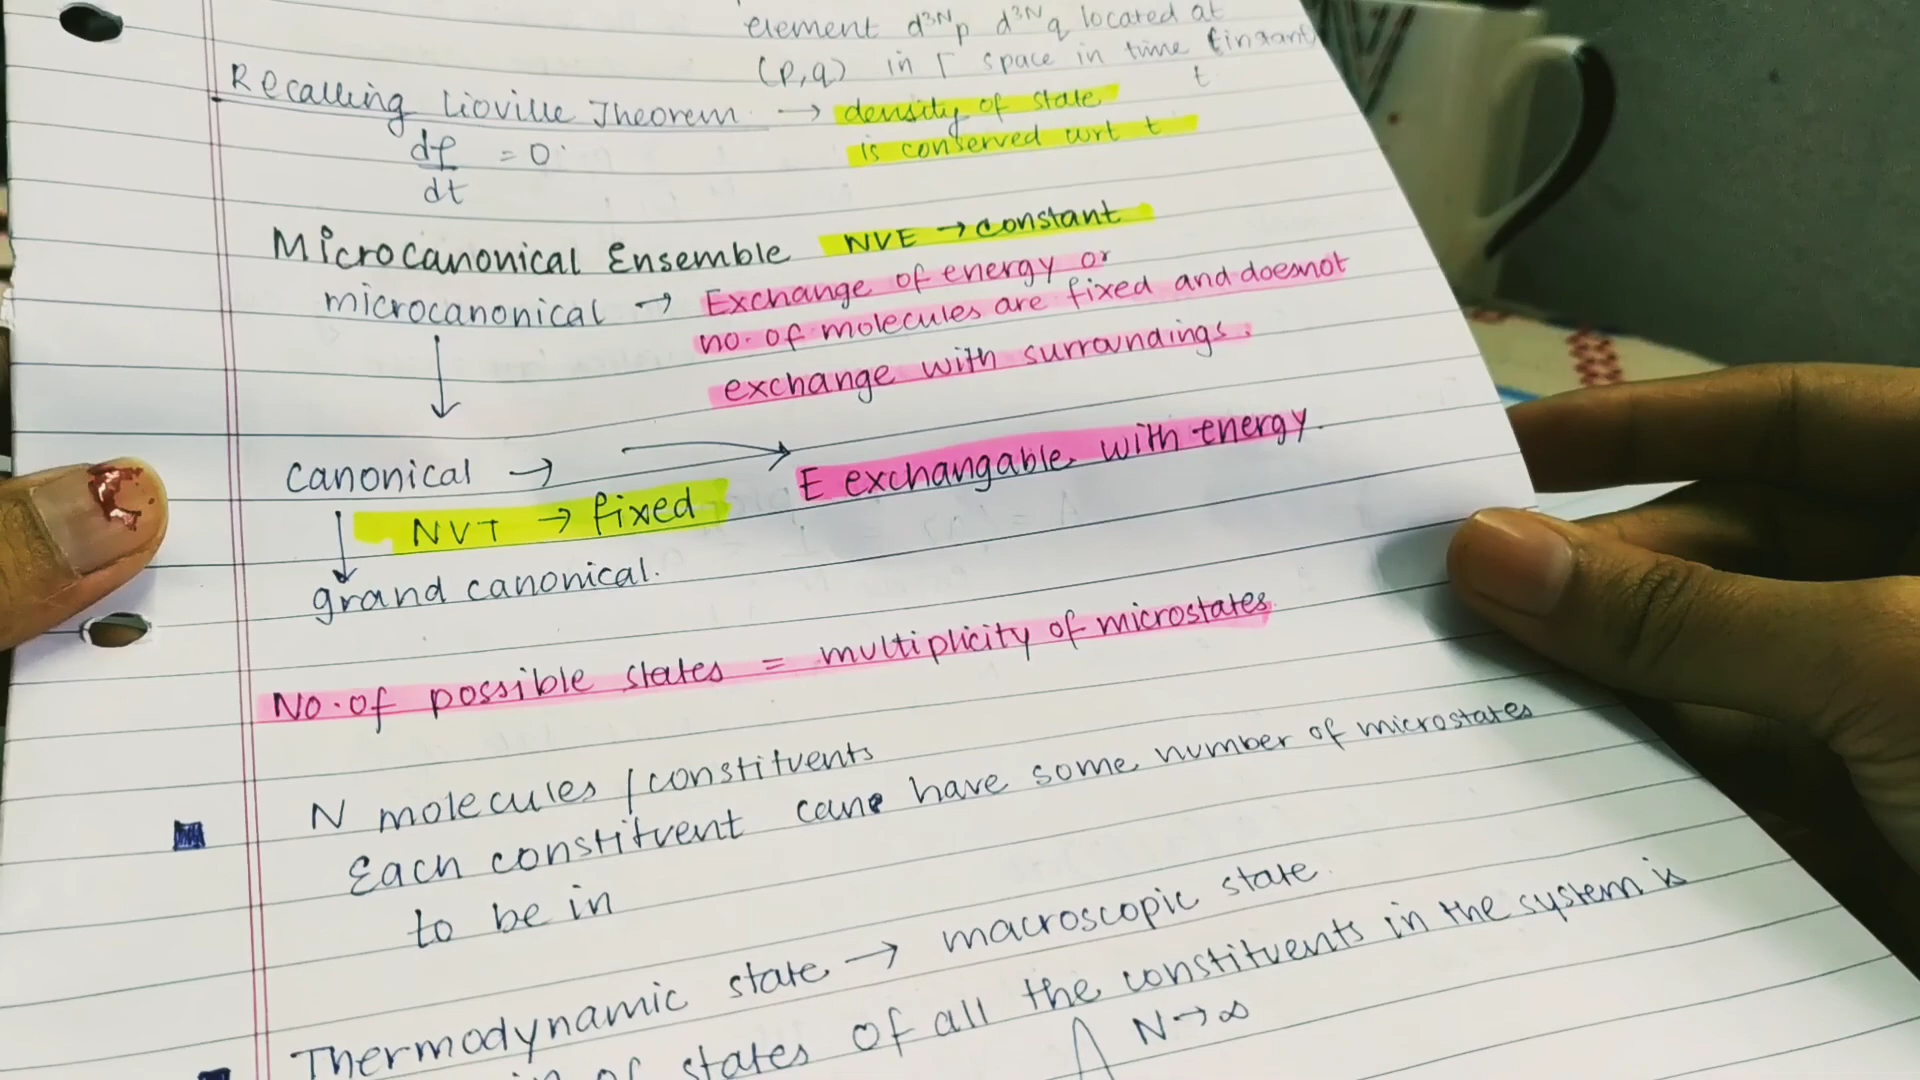 element d³ᴺp d³ᴺq located at
(p,q) in Γ space in time (instant)
t
Recalling Lioville Theorem → density of state
is conserved wrt t
dρ/dt = 0
Microcanonical Ensemble NVE → constant
microcanonical → Exchange of energy or
no. of molecules are fixed and doesnot
exchange with surroundings.
canonical → → E exchangable with energy.
NVT → fixed
grand canonical.
No. of possible states = multiplicity of microstates
N molecules / constituents
Each constituent can have some number of microstates
to be in
Thermodynamic state → macroscopic state.
of states of all the constituents in the system is
N → ∞